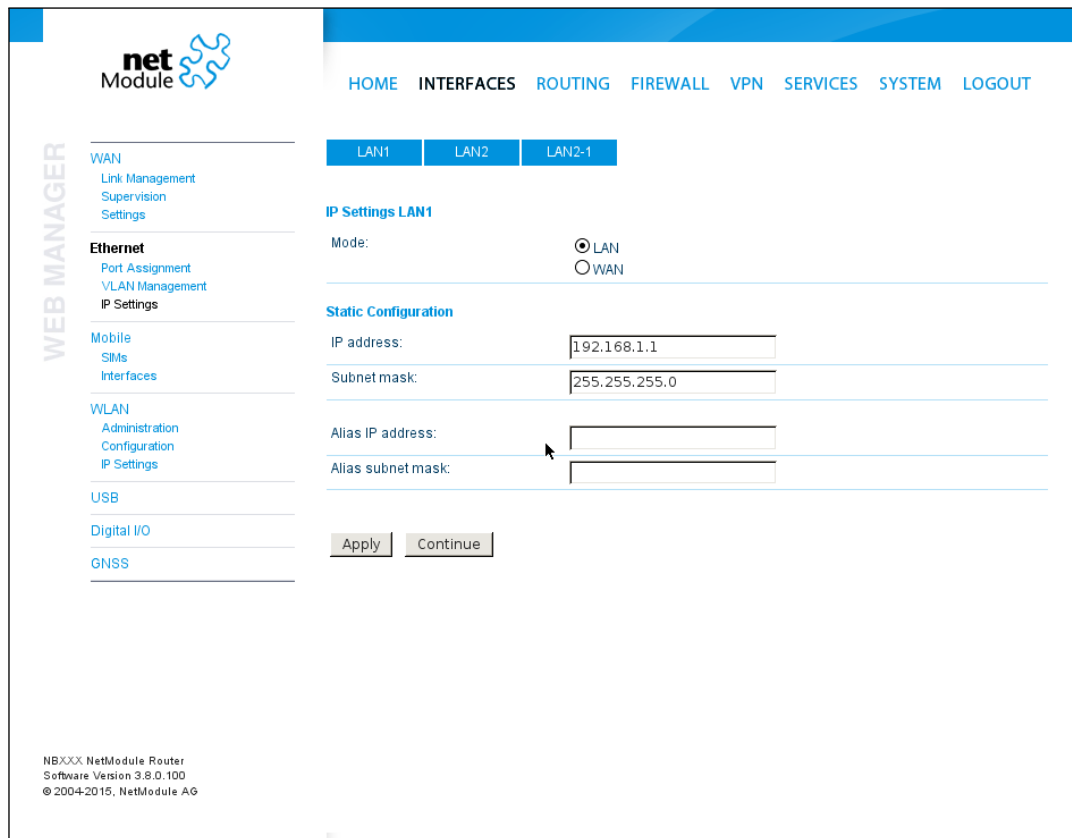 net
Module
HOME INTERFACES ROUTING FIREWALL VPN SERVICES SYSTEM LOGOUT
WEB MANAGER
WAN
Link Management
Supervision
Settings
Ethernet
Port Assignment
VLAN Management
IP Settings
Mobile
SIMs
Interfaces
WLAN
Administration
Configuration
IP Settings
USB
Digital I/O
GNSS
LAN1 LAN2 LAN2-1
IP Settings LAN1
Mode: LAN
WAN
Static Configuration
IP address: 192.168.1.1
Subnet mask: 255.255.255.0
Alias IP address:
Alias subnet mask:
Apply Continue
NBXXX NetModule Router
Software Version 3.8.0.100
© 2004-2015, NetModule AG